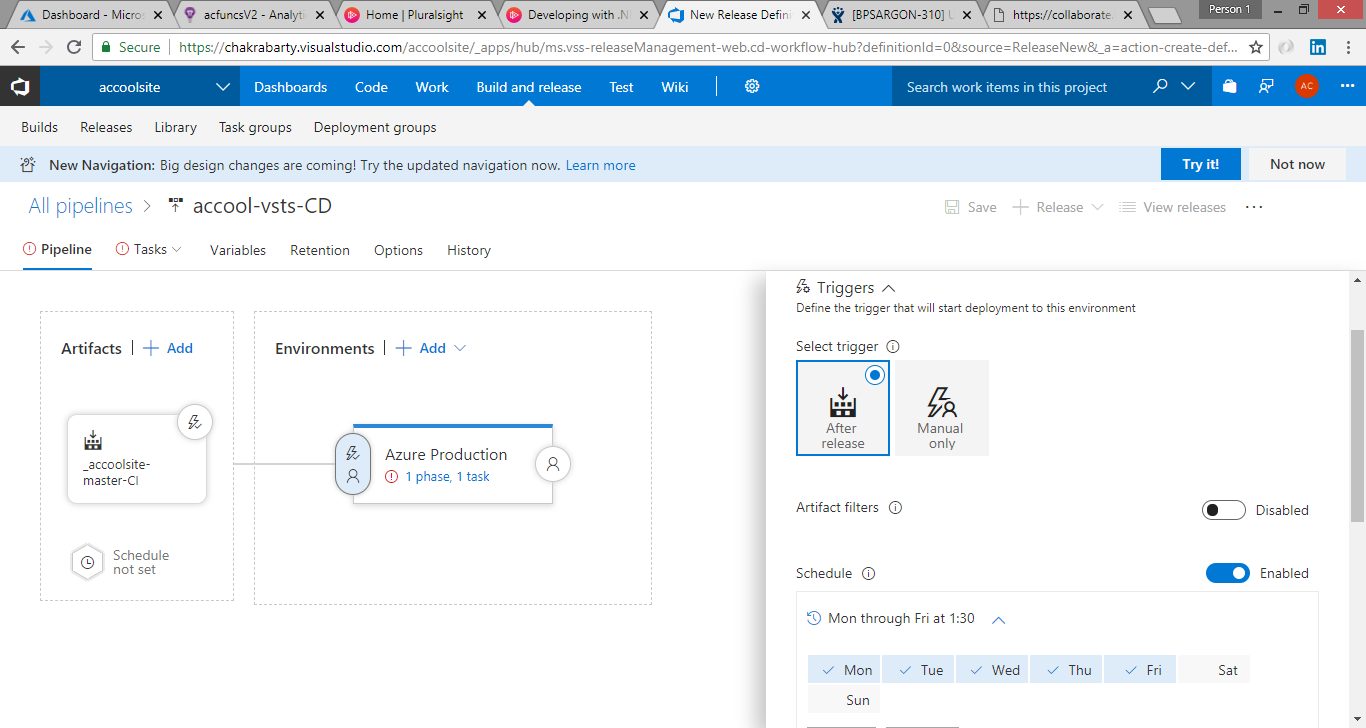 Dashboard - Micros
acfuncsV2 - Analyti
Home | Pluralsight
Developing with .N
New Release Defini
[BPSARGON-310] U
https://collaborate.
Person 1
Secure
https://chakrabarty.visualstudio.com/accoolsite/_apps/hub/ms.vss-releaseManagement-web.cd-workflow-hub?definitionId=0&source=ReleaseNew&_a=action-create-def...
accoolsite
Dashboards
Code
Work
Build and release
Test
Wiki
Search work items in this project
AC
Builds
Releases
Library
Task groups
Deployment groups
New Navigation: Big design changes are coming! Try the updated navigation now. Learn more
Try it!
Not now
All pipelines > accool-vsts-CD
Save
Release
View releases
Pipeline
Tasks
Variables
Retention
Options
History
Artifacts | + Add
Environments | + Add
_accoolsite-
master-CI
Schedule
not set
Azure Production
1 phase, 1 task
Triggers
Define the trigger that will start deployment to this environment
Select trigger
After
release
Manual
only
Artifact filters
Disabled
Schedule
Enabled
Mon through Fri at 1:30
Mon
Tue
Wed
Thu
Fri
Sat
Sun